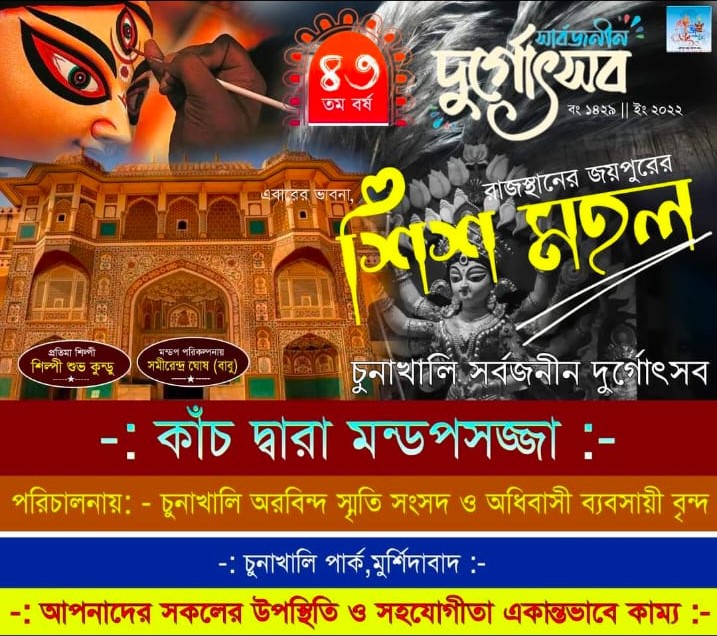 ৪৩
তম বর্ষ
সার্বজনীন
দুর্গোৎসব
বং ১৪২৯ || ইং ২০২২
এবারের ভাবনা,
রাজস্থানের জয়পুরের
শিশ মহল
প্রতিমা শিল্পী
শিল্পী শুভ কুন্ডু
মন্ডপ পরিকল্পনায়
সমীরেন্দ্র ঘোষ (বাবু)
চুনাখালি সর্বজনীন দুর্গোৎসব
-: কাঁচ দ্বারা মন্ডপসজ্জা :-
পরিচালনায়: - চুনাখালি অরবিন্দ স্মৃতি সংসদ ও অধিবাসী ব্যবসায়ী বৃন্দ
-: চুনাখালি পার্ক,মুর্শিদাবাদ :-
-: আপনাদের সকলের উপস্থিতি ও সহযোগীতা একান্তভাবে কাম্য :-